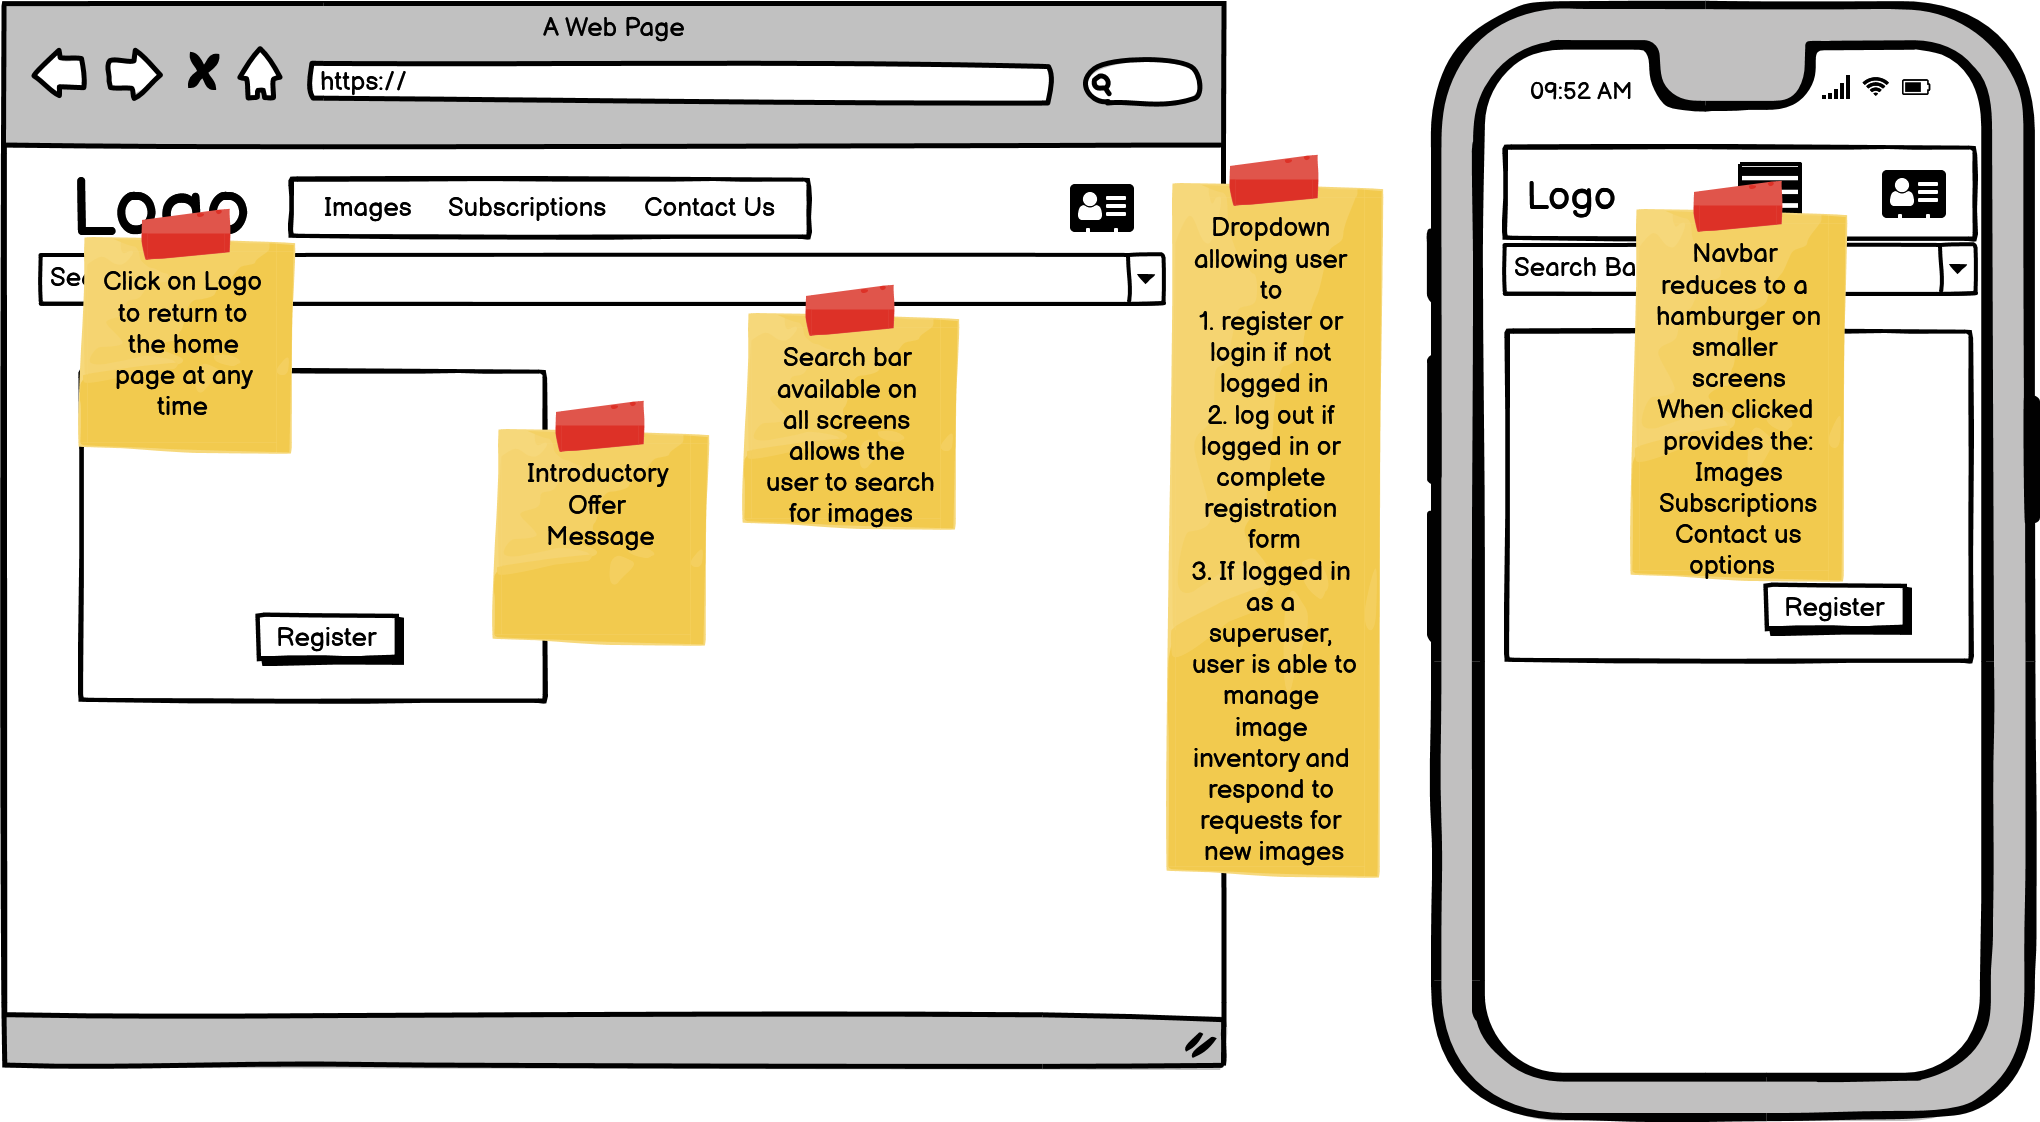 A Web Page
https://
Logo
Images Subscriptions Contact Us
Click on Logo
to return to
the home
page at any
time
Search bar
available on
all screens
allows the
user to search
for images
Introductory
Offer
Message
Register
Dropdown
allowing user
to
1. register or
login if not
logged in
2. log out if
logged in or
complete
registration
form
3. If logged in
as a
superuser,
user is able to
manage
image
inventory and
respond to
requests for
new images
09:52 AM
Logo
Search Ba
Navbar
reduces to a
hamburger on
smaller
screens
When clicked
provides the:
Images
Subscriptions
Contact us
options
Register